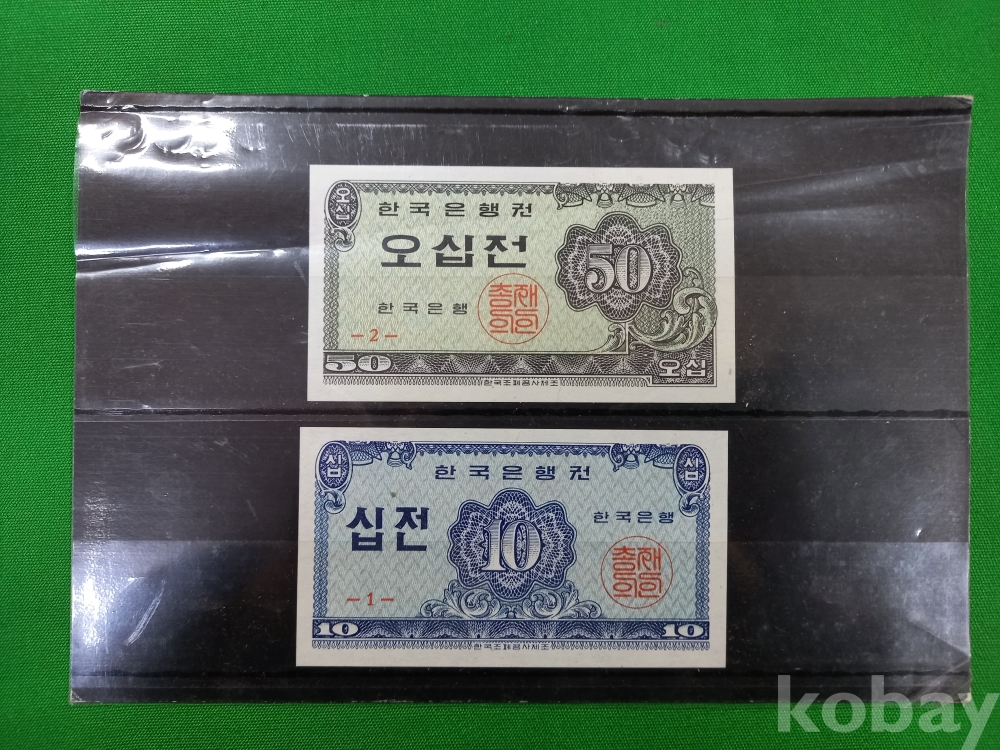 오십
한국은행권
오십전
50
한국은행
총재의인
-2-
50
오십
한국조폐공사제조
십
십
한국은행권
십전
10
한국은행
총재의인
-1-
10
10
한국조폐공사제조
kobay